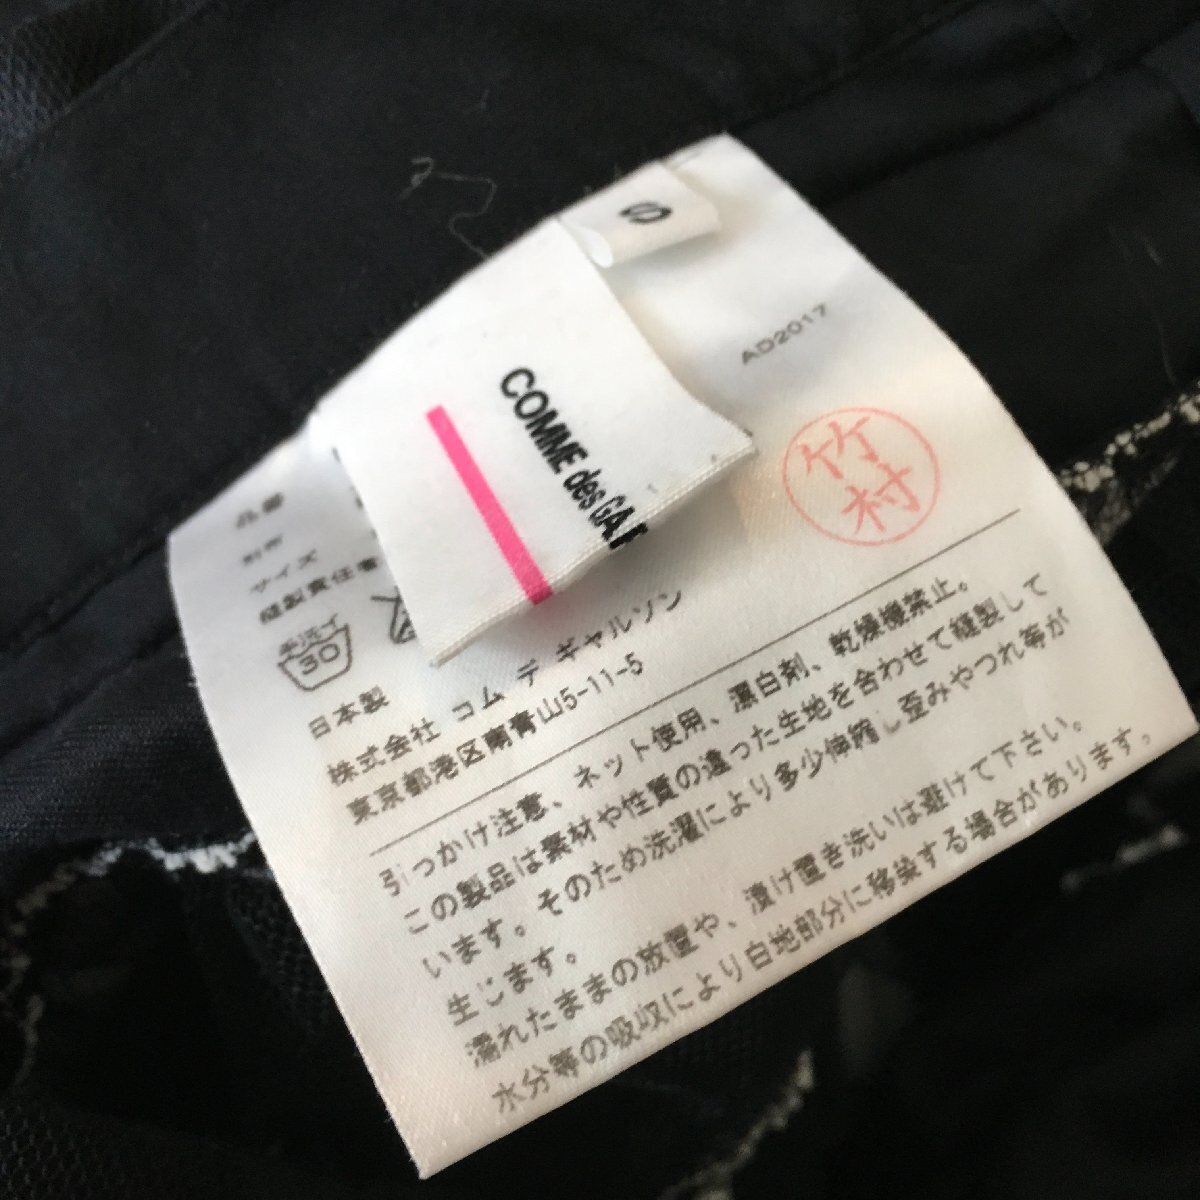 S
COMME des GAR
AD2017
竹村
品番
サイズ
縫製責任者
手洗イ
30
日本製
株式会社 コム デ ギャルソン
東京都港区南青山5-11-5
引っかけ注意、ネット使用、漂白剤、乾燥機禁止。
この製品は素材や性質の違った生地を合わせて縫製して
います。そのため洗濯により多少伸縮し歪みやつれ等が
生じます。
濡れたままの放置や、漬け置き洗いは避けて下さい。
水分等の吸収により白地部分に移染する場合があります。